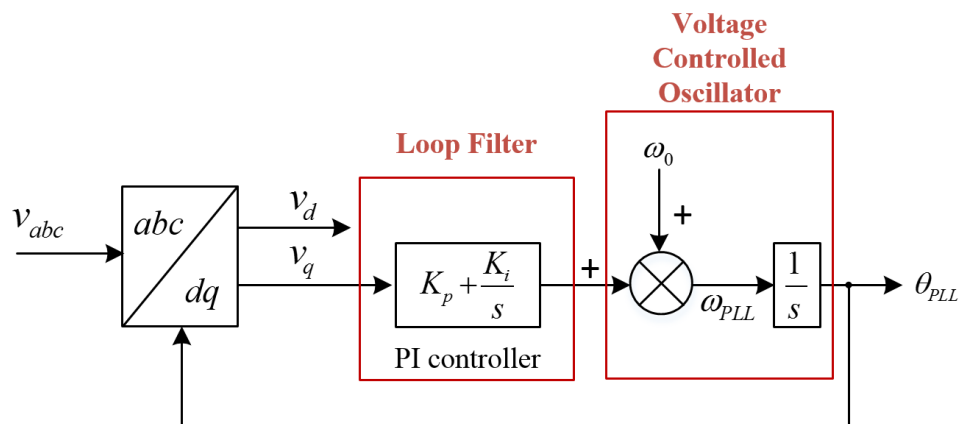 Voltage
Controlled
Oscillator
Loop Filter
ω₀
+
v_abc
abc
dq
v_d
v_q
K_p + K_i/s
PI controller
+
ω_PLL
1/s
θ_PLL